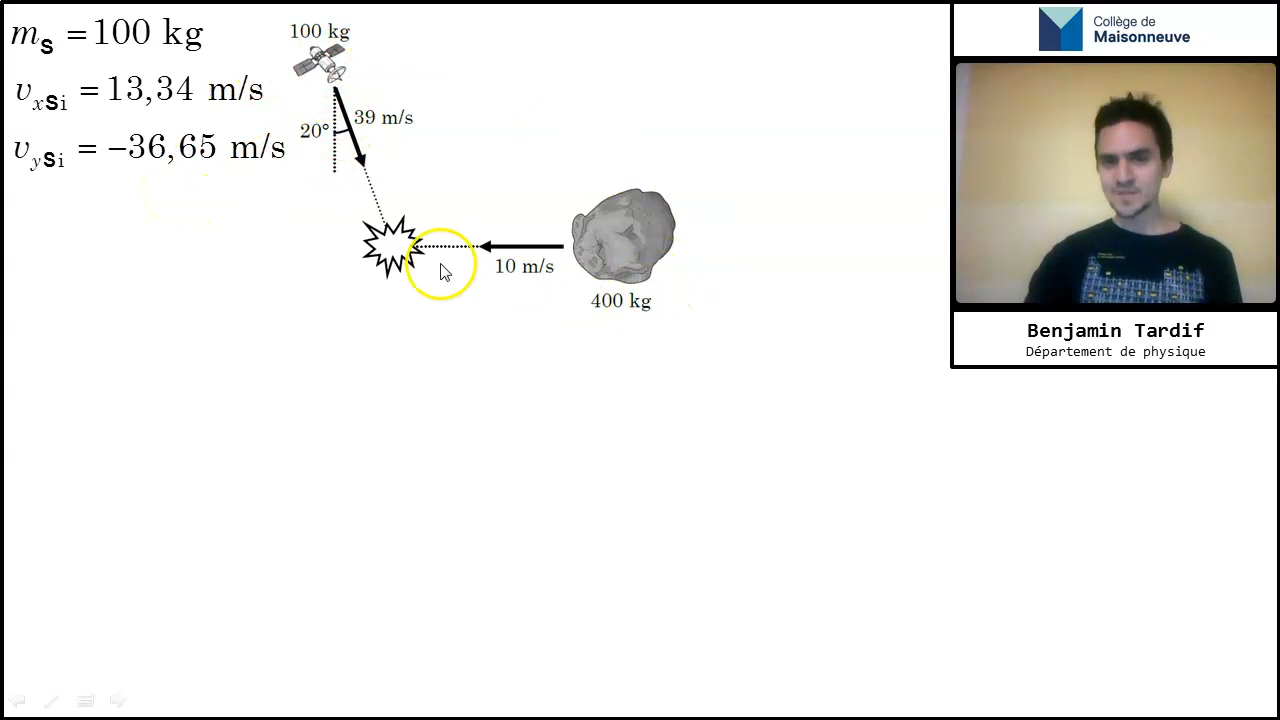 m_S = 100 kg
v_xSi = 13,34 m/s
v_ySi = −36,65 m/s
100 kg
20°
39 m/s
10 m/s
400 kg
Collège de
Maisonneuve
Benjamin Tardif
Département de physique